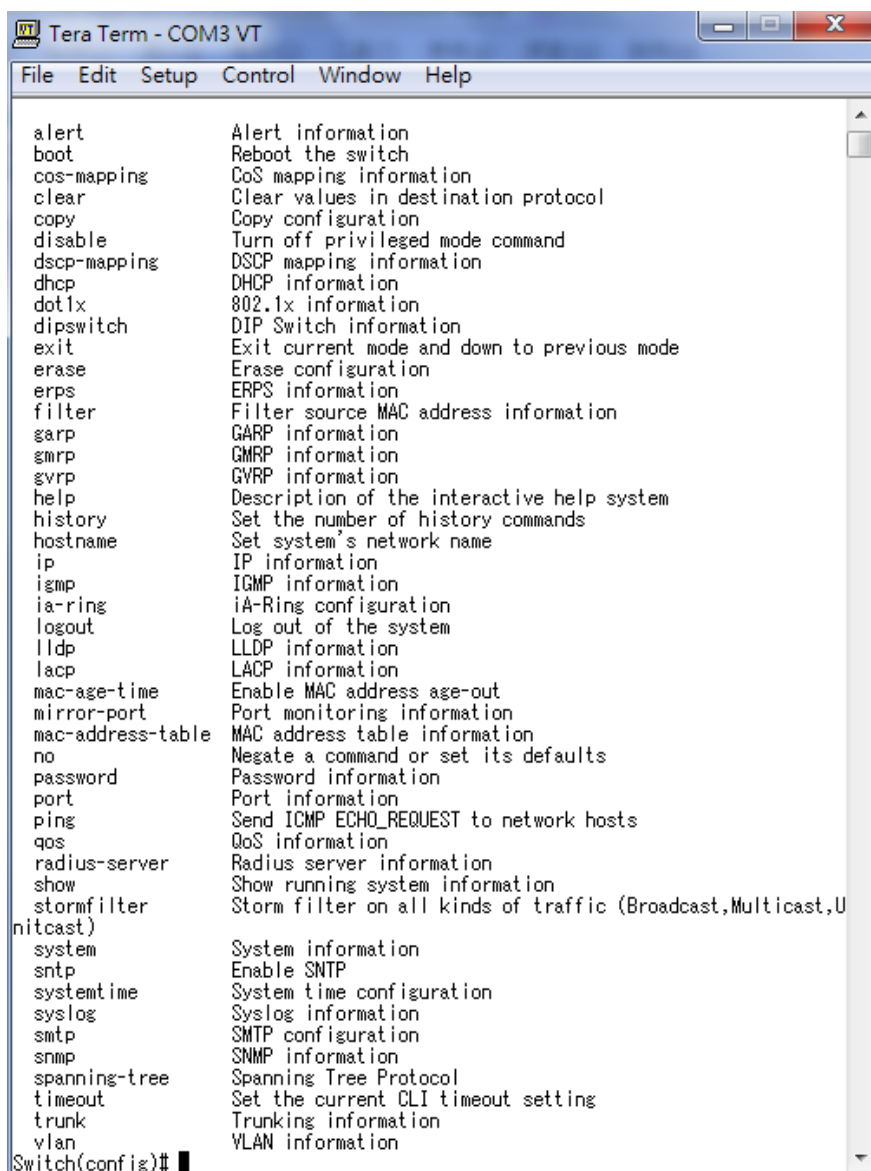 Tera Term - COM3 VT
File Edit Setup Control Window Help
alert Alert information
boot Reboot the switch
cos-mapping CoS mapping information
clear Clear values in destination protocol
copy Copy configuration
disable Turn off privileged mode command
dscp-mapping DSCP mapping information
dhcp DHCP information
dot1x 802.1x information
dipswitch DIP Switch information
exit Exit current mode and down to previous mode
erase Erase configuration
erps ERPS information
filter Filter source MAC address information
garp GARP information
gmrp GMRP information
gvrp GVRP information
help Description of the interactive help system
history Set the number of history commands
hostname Set system's network name
ip IP information
igmp IGMP information
ia-ring iA-Ring configuration
logout Log out of the system
lldp LLDP information
lacp LACP information
mac-age-time Enable MAC address age-out
mirror-port Port monitoring information
mac-address-table MAC address table information
no Negate a command or set its defaults
password Password information
port Port information
ping Send ICMP ECHO_REQUEST to network hosts
qos QoS information
radius-server Radius server information
show Show running system information
stormfilter Storm filter on all kinds of traffic (Broadcast,Multicast,U
nitcast)
system System information
sntp Enable SNTP
systemtime System time configuration
syslog Syslog information
smtp SMTP configuration
snmp SNMP information
spanning-tree Spanning Tree Protocol
timeout Set the current CLI timeout setting
trunk Trunking information
vlan VLAN information
Switch(config)#